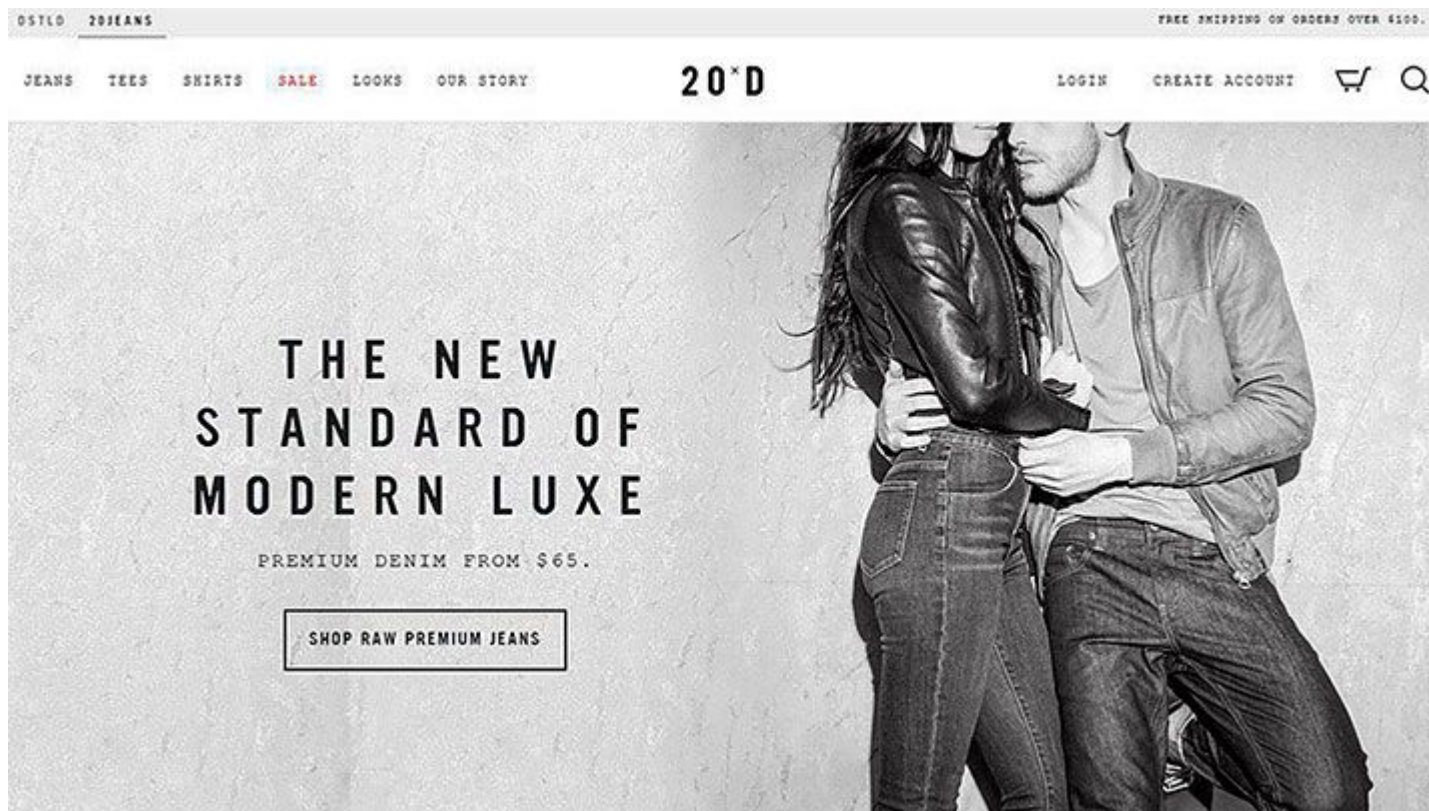 DSTLD 20JEANS
FREE SHIPPING ON ORDERS OVER $100.
JEANS TEES SHIRTS SALE LOOKS OUR STORY
20×D
LOGIN CREATE ACCOUNT
THE NEW
STANDARD OF
MODERN LUXE
PREMIUM DENIM FROM $65.
SHOP RAW PREMIUM JEANS